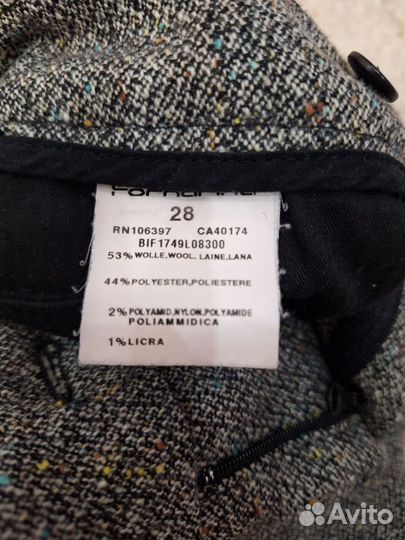 28
RN106397 CA40174
BIF1749L08300
53% WOLLE,WOOL, LAINE,LANA
44% POLYESTER,POLIESTERE
2% POLYAMID,NYLON,POLYAMIDE
POLIAMMIDICA
1% LICRA
Avito